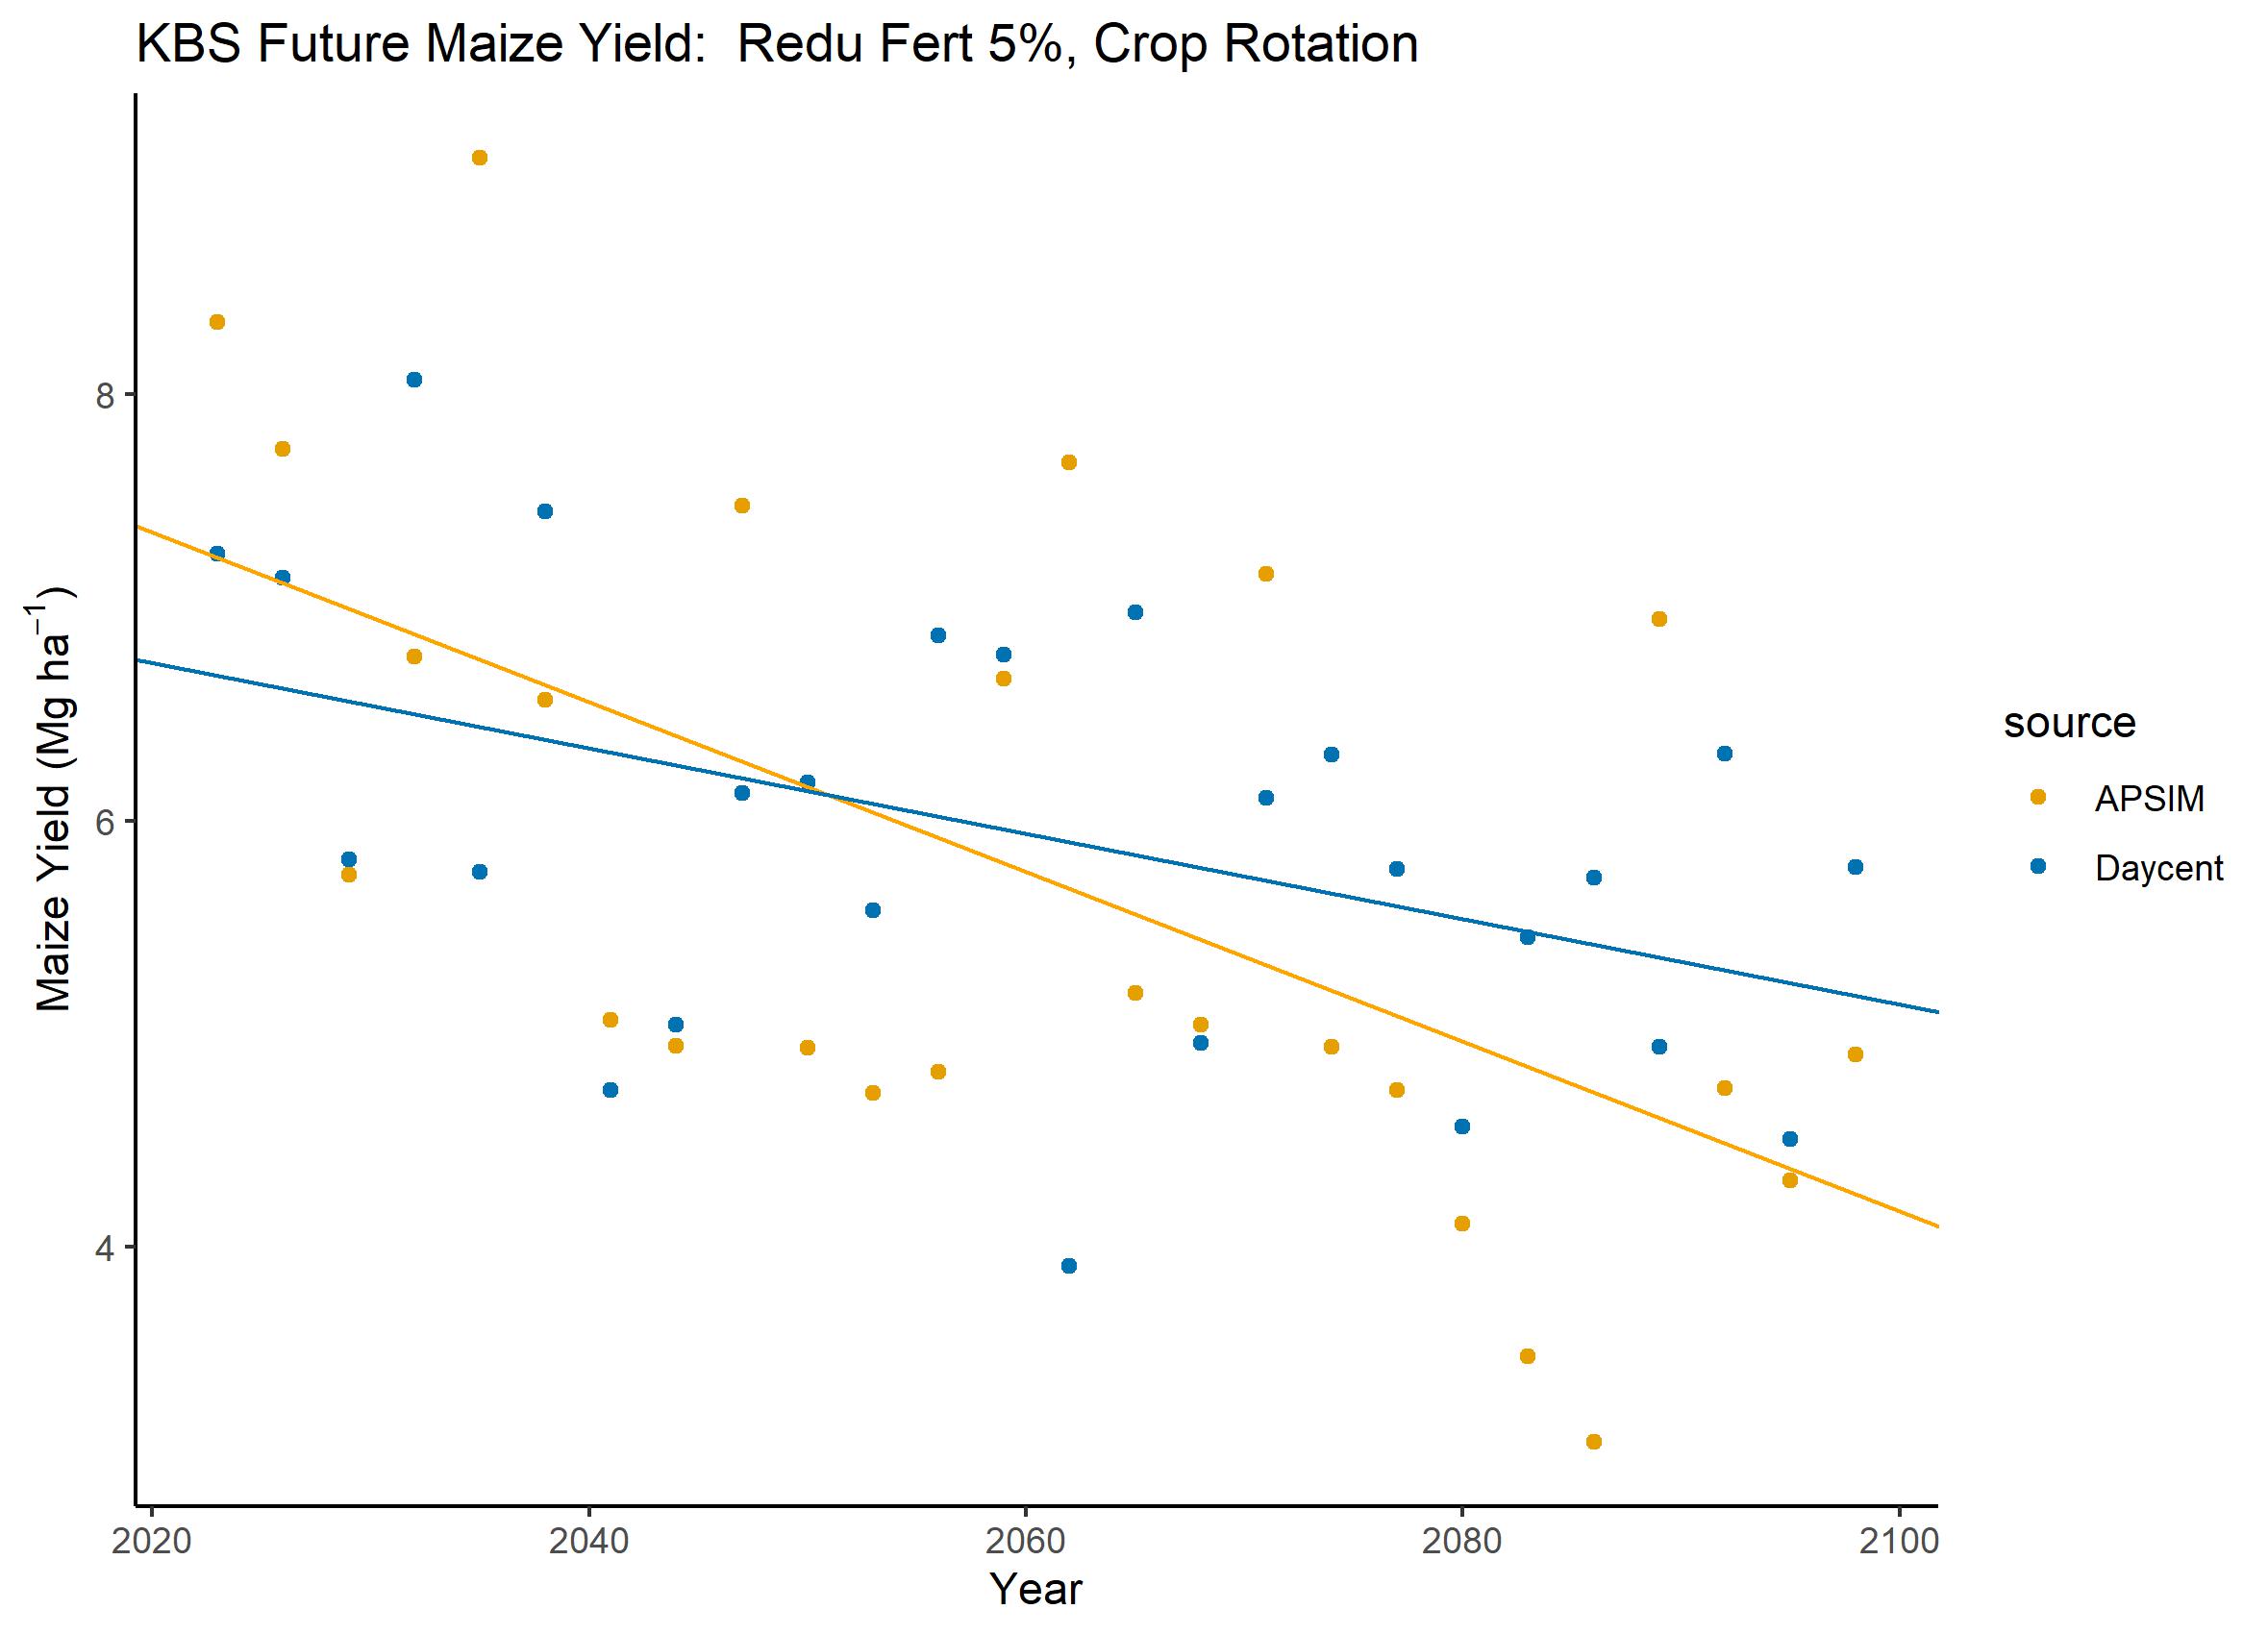 KBS Future Maize Yield:  Redu Fert 5%, Crop Rotation
Maize Yield (Mg ha⁻¹)
8
6
4
2020 2040 2060 2080 2100
Year
source
APSIM
Daycent